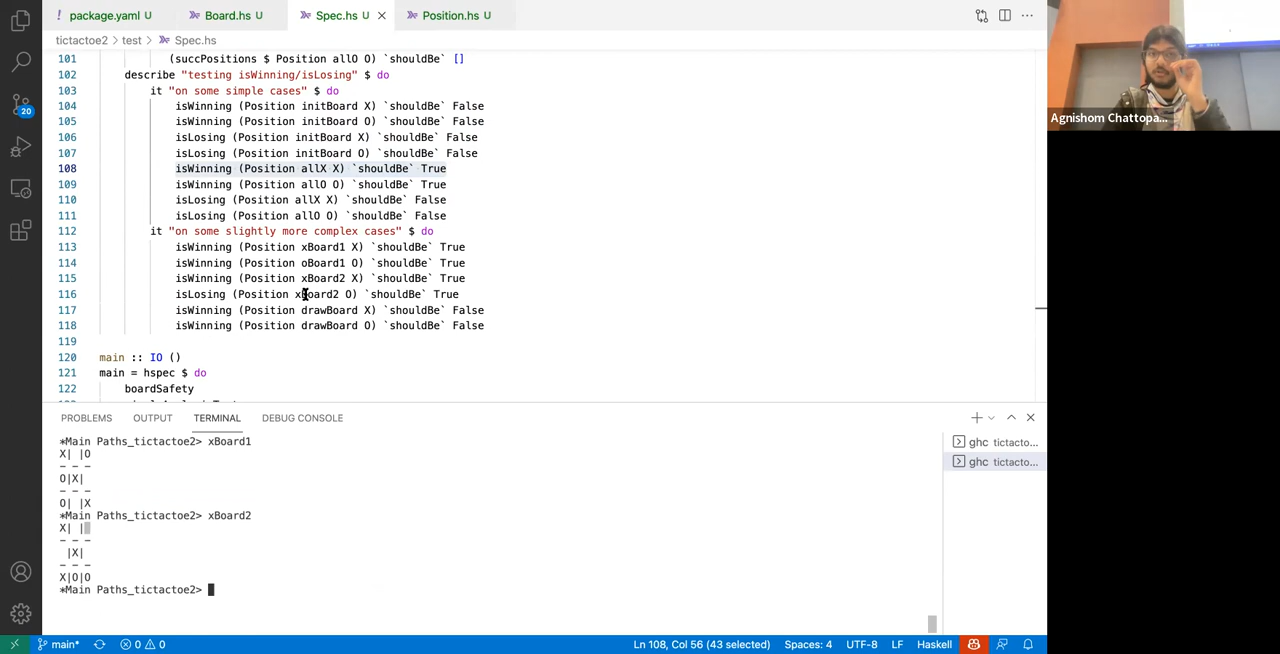 package.yaml U
Board.hs U
Spec.hs U
Position.hs U
tictactoe2 > test > Spec.hs
101 (succPositions $ Position allO O) `shouldBe` []
102 describe "testing isWinning/isLosing" $ do
103 it "on some simple cases" $ do
104 isWinning (Position initBoard X) `shouldBe` False
105 isWinning (Position initBoard O) `shouldBe` False
106 isLosing (Position initBoard X) `shouldBe` False
107 isLosing (Position initBoard O) `shouldBe` False
108 isWinning (Position allX X) `shouldBe` True
109 isWinning (Position allO O) `shouldBe` True
110 isLosing (Position allX X) `shouldBe` False
111 isLosing (Position allO O) `shouldBe` False
112 it "on some slightly more complex cases" $ do
113 isWinning (Position xBoard1 X) `shouldBe` True
114 isWinning (Position oBoard1 O) `shouldBe` True
115 isWinning (Position xBoard2 X) `shouldBe` True
116 isLosing (Position xBoard2 O) `shouldBe` True
117 isWinning (Position drawBoard X) `shouldBe` False
118 isWinning (Position drawBoard O) `shouldBe` False
119
120 main :: IO ()
121 main = hspec $ do
122 boardSafety
PROBLEMS OUTPUT TERMINAL DEBUG CONSOLE
*Main Paths_tictactoe2> xBoard1
X| |O
- - -
O|X|
- - -
O| |X
*Main Paths_tictactoe2> xBoard2
X| |
- - -
 |X|
- - -
X|O|O
*Main Paths_tictactoe2>
ghc tictacto...
ghc tictacto...
20
main* 0 0
Ln 108, Col 56 (43 selected) Spaces: 4 UTF-8 LF Haskell
Agnishom Chattopa...